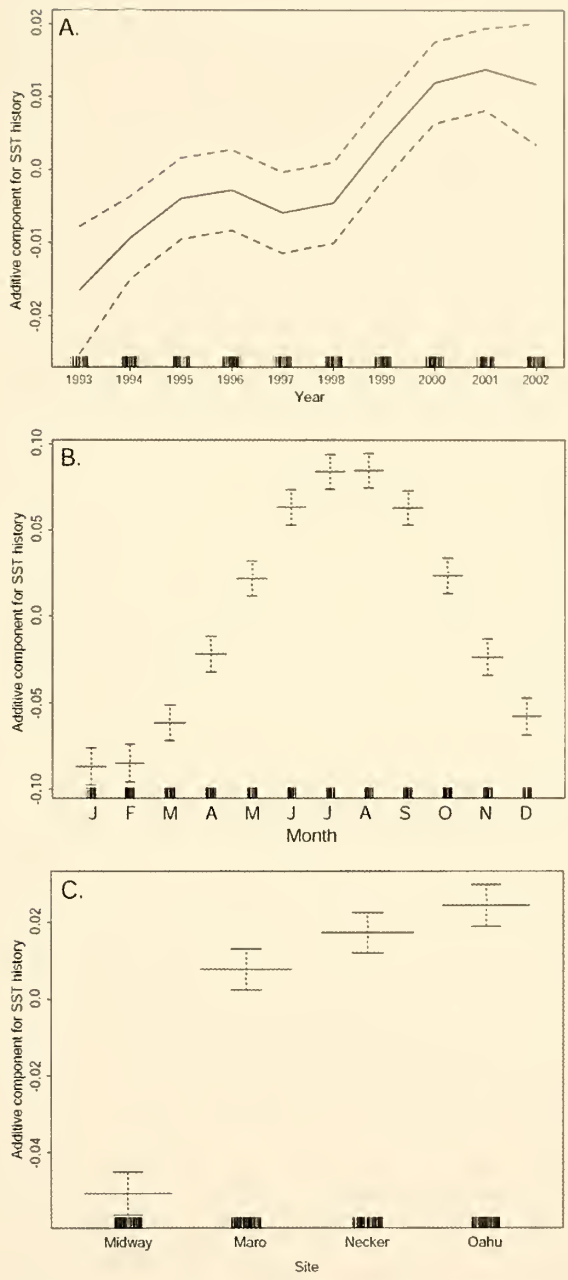 A.
Additive component for SST history
0.02
0.01
0.0
-0.01
-0.02
1993 1994 1995 1996 1997 1998 1999 2000 2001 2002
Year
B.
Additive component for SST history
0.10
0.05
0.0
-0.05
-0.10
J F M A M J J A S O N D
Month
C.
Additive component for SST history
0.02
0.0
-0.02
-0.04
Midway Maro Necker Oahu
Site